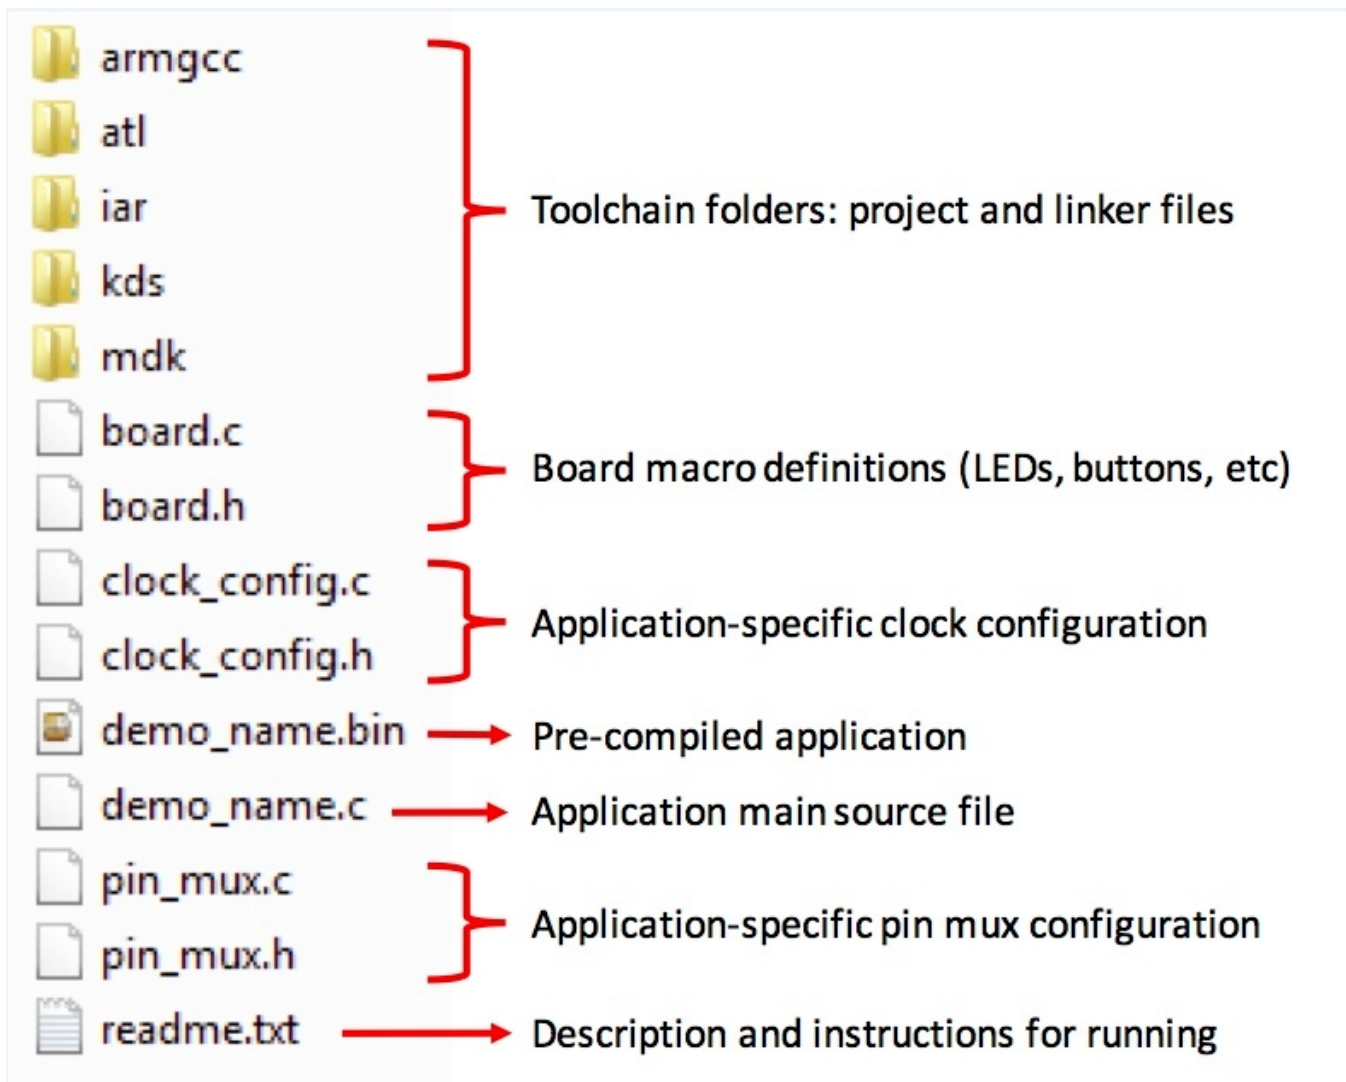 armgcc
atl
iar
Toolchain folders: project and linker files
kds
mdk
board.c
Board macro definitions (LEDs, buttons, etc)
board.h
clock_config.c
Application-specific clock configuration
clock_config.h
demo_name.bin
Pre-compiled application
demo_name.c
Application main source file
pin_mux.c
Application-specific pin mux configuration
pin_mux.h
readme.txt
Description and instructions for running